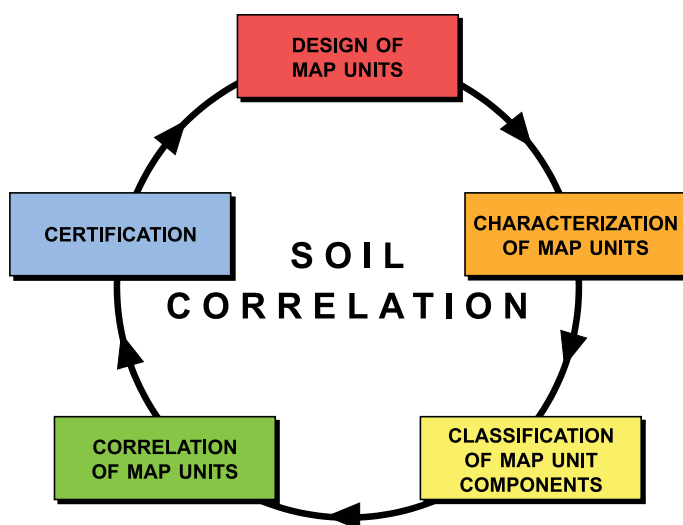 DESIGN OF
MAP UNITS
CHARACTERIZATION
OF MAP UNITS
CLASSIFICATION
OF MAP UNIT
COMPONENTS
CORRELATION
OF MAP UNITS
CERTIFICATION
SOIL
CORRELATION